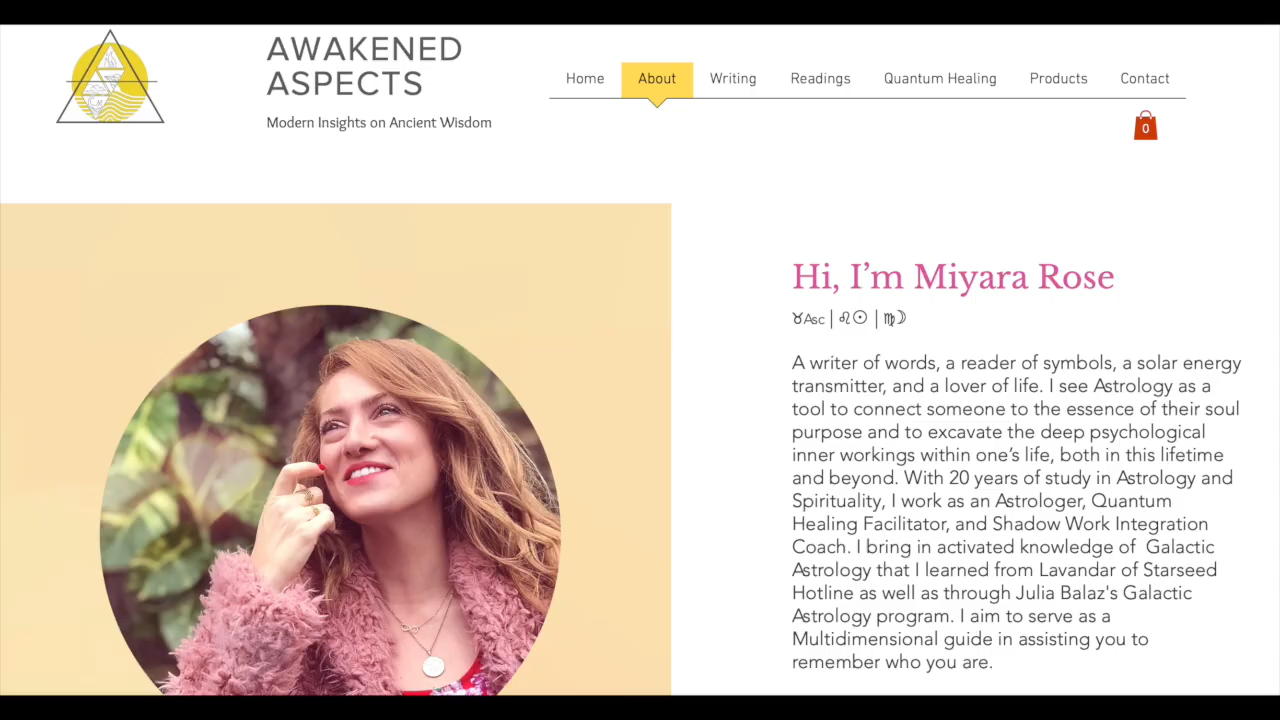 AWAKENED
ASPECTS
Modern Insights on Ancient Wisdom
Home About Writing Readings Quantum Healing Products Contact
0
Hi, I’m Miyara Rose
♉Asc | ♌☉ | ♍☽
A writer of words, a reader of symbols, a solar energy
transmitter, and a lover of life. I see Astrology as a
tool to connect someone to the essence of their soul
purpose and to excavate the deep psychological
inner workings within one’s life, both in this lifetime
and beyond. With 20 years of study in Astrology and
Spirituality, I work as an Astrologer, Quantum
Healing Facilitator, and Shadow Work Integration
Coach. I bring in activated knowledge of  Galactic
Astrology that I learned from Lavandar of Starseed
Hotline as well as through Julia Balaz's Galactic
Astrology program. I aim to serve as a
Multidimensional guide in assisting you to
remember who you are.